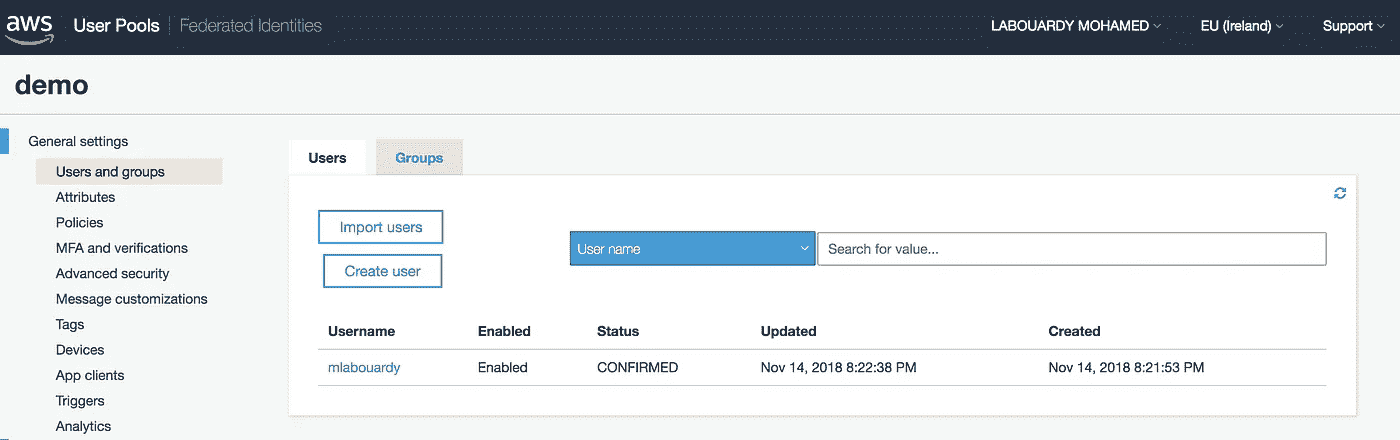 aws User Pools Federated Identities LABOUARDY MOHAMED EU (Ireland) Support
demo
General settings
Users and groups
Attributes
Policies
MFA and verifications
Advanced security
Message customizations
Tags
Devices
App clients
Triggers
Analytics
Users Groups
Import users
Create user
User name Search for value...
Username Enabled Status Updated Created
mlabouardy Enabled CONFIRMED Nov 14, 2018 8:22:38 PM Nov 14, 2018 8:21:53 PM